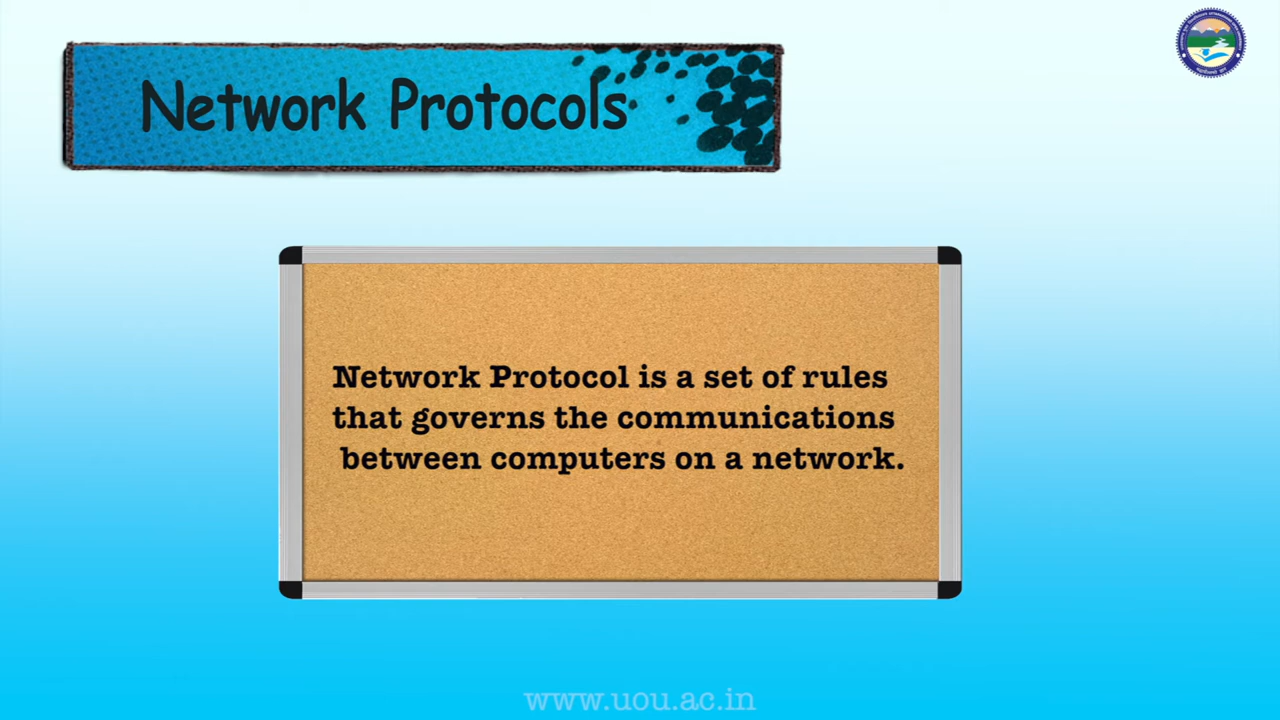 Network Protocols
Network Protocol is a set of rules
that governs the communications
between computers on a network.
www.uou.ac.in